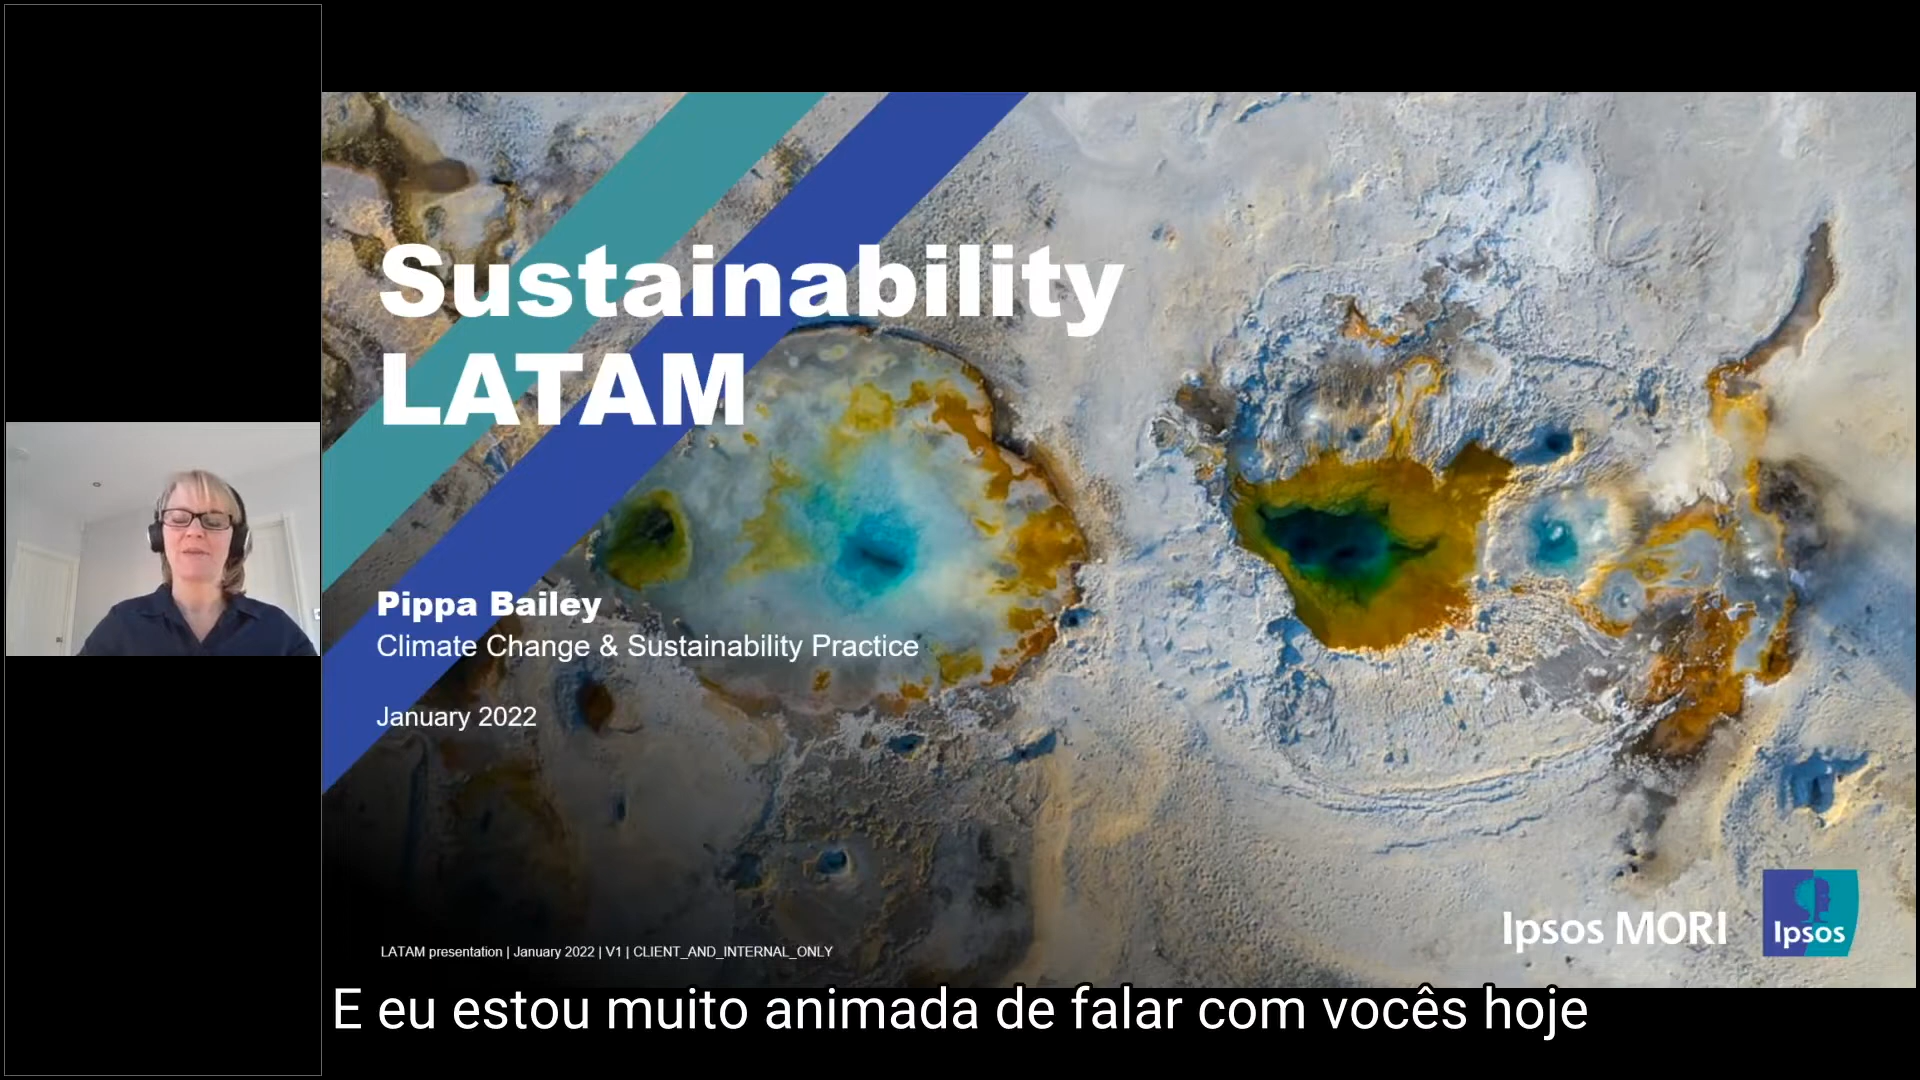 Sustainability
LATAM
Pippa Bailey
Climate Change & Sustainability Practice
January 2022
Ipsos MORI
Ipsos
LATAM presentation | January 2022 | V1 | CLIENT_AND_INTERNAL_ONLY
E eu estou muito animada de falar com vocês hoje